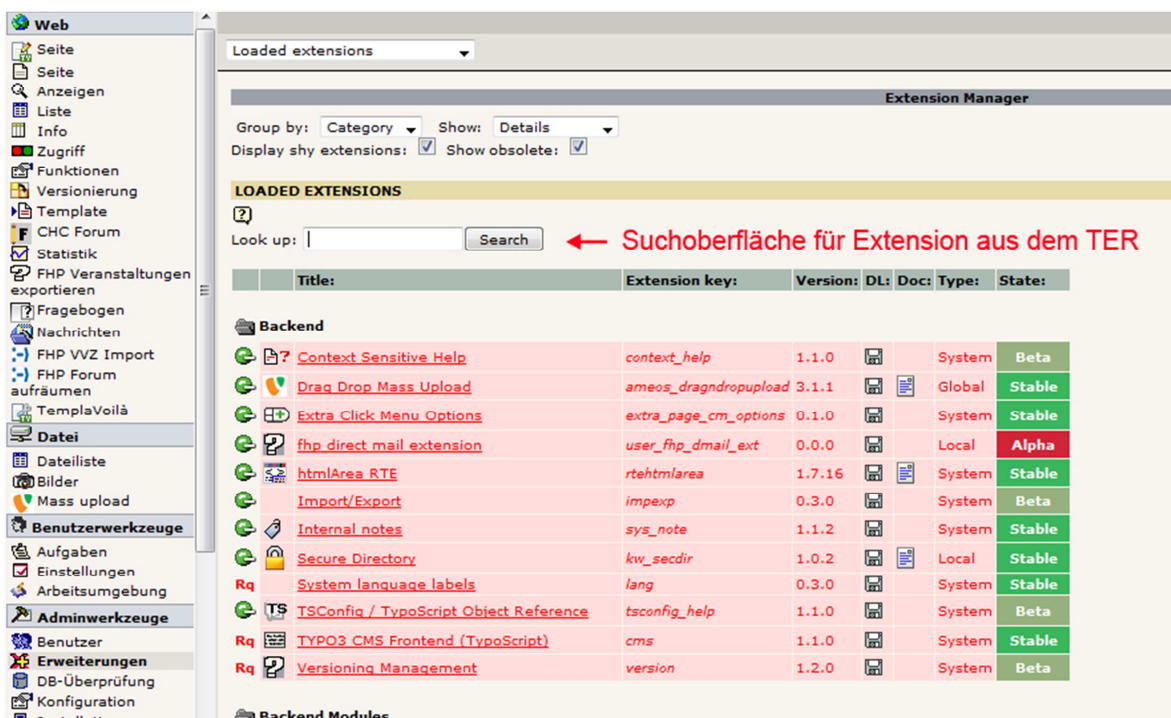 Web
Seite
Seite
Anzeigen
Liste
Info
Zugriff
Funktionen
Versionierung
Template
CHC Forum
Statistik
FHP Veranstaltungen
exportieren
Fragebogen
Nachrichten
FHP VVZ Import
FHP Forum
aufräumen
TemplaVoilà
Datei
Dateiliste
Bilder
Mass upload
Benutzerwerkzeuge
Aufgaben
Einstellungen
Arbeitsumgebung
Adminwerkzeuge
Benutzer
Erweiterungen
DB-Überprüfung
Konfiguration
Loaded extensions
Extension Manager
Group by: Category Show: Details
Display shy extensions: Show obsolete:
LOADED EXTENSIONS
Look up: Search ← Suchoberfläche für Extension aus dem TER
Title: Extension key: Version: DL: Doc: Type: State:
Backend
Context Sensitive Help context_help 1.1.0 System Beta
Drag Drop Mass Upload ameos_dragndropupload 3.1.1 Global Stable
Extra Click Menu Options extra_page_cm_options 0.1.0 System Stable
fhp direct mail extension user_fhp_dmail_ext 0.0.0 Local Alpha
htmlArea RTE rtehtmlarea 1.7.16 System Stable
Import/Export impexp 0.3.0 System Beta
Internal notes sys_note 1.1.2 System Stable
Secure Directory kw_secdir 1.0.2 Local Stable
Rq System language labels lang 0.3.0 System Stable
TS TSConfig / TypoScript Object Reference tsconfig_help 1.1.0 System Beta
Rq TYPO3 CMS Frontend (TypoScript) cms 1.1.0 System Stable
Rq Versioning Management version 1.2.0 System Beta
Backend Modules